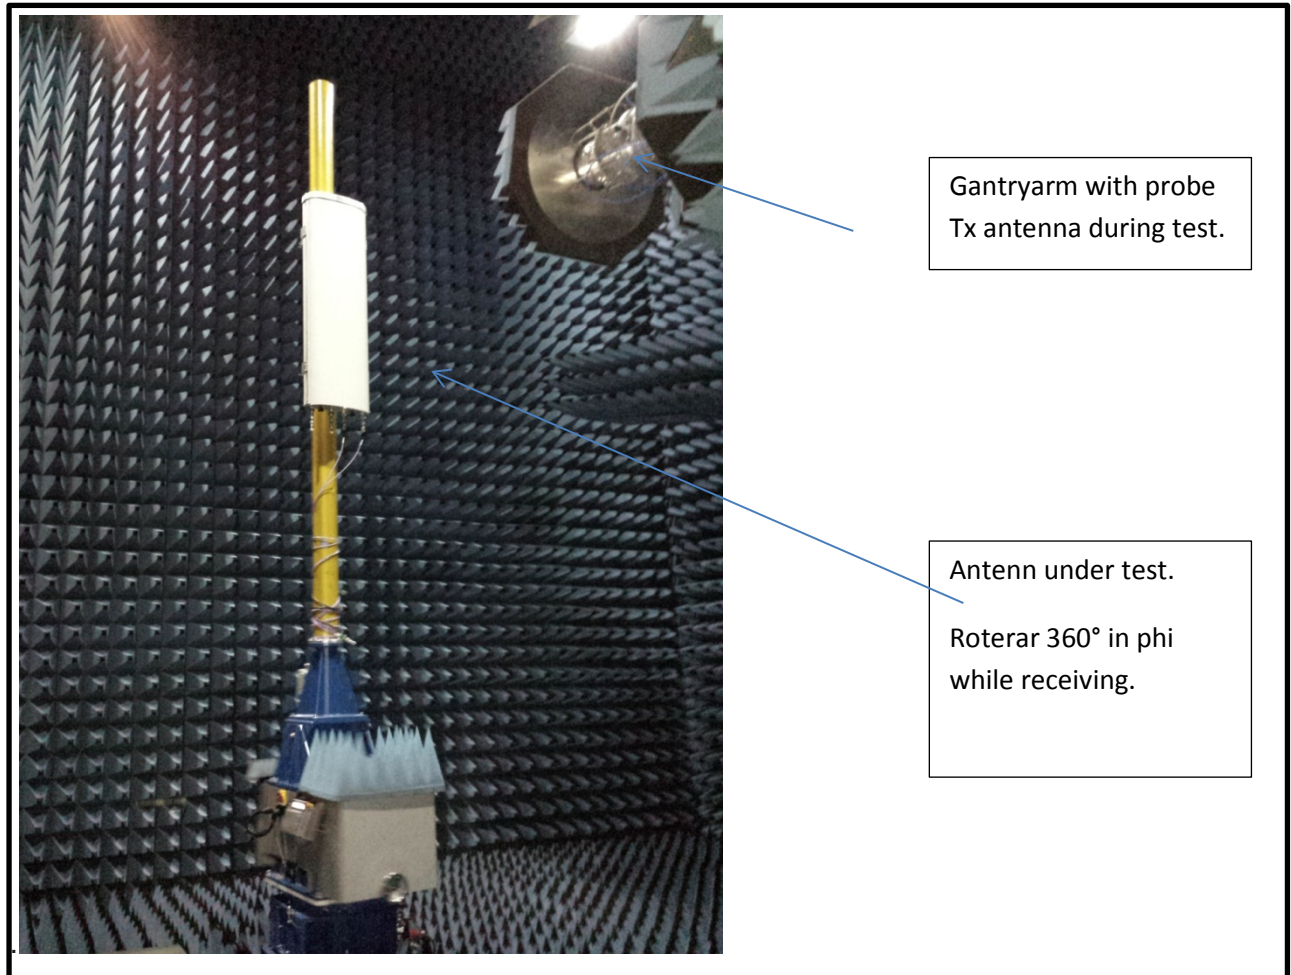 Gantryarm with probe
Tx antenna during test.
Antenn under test.
Roterar 360° in phi
while receiving.